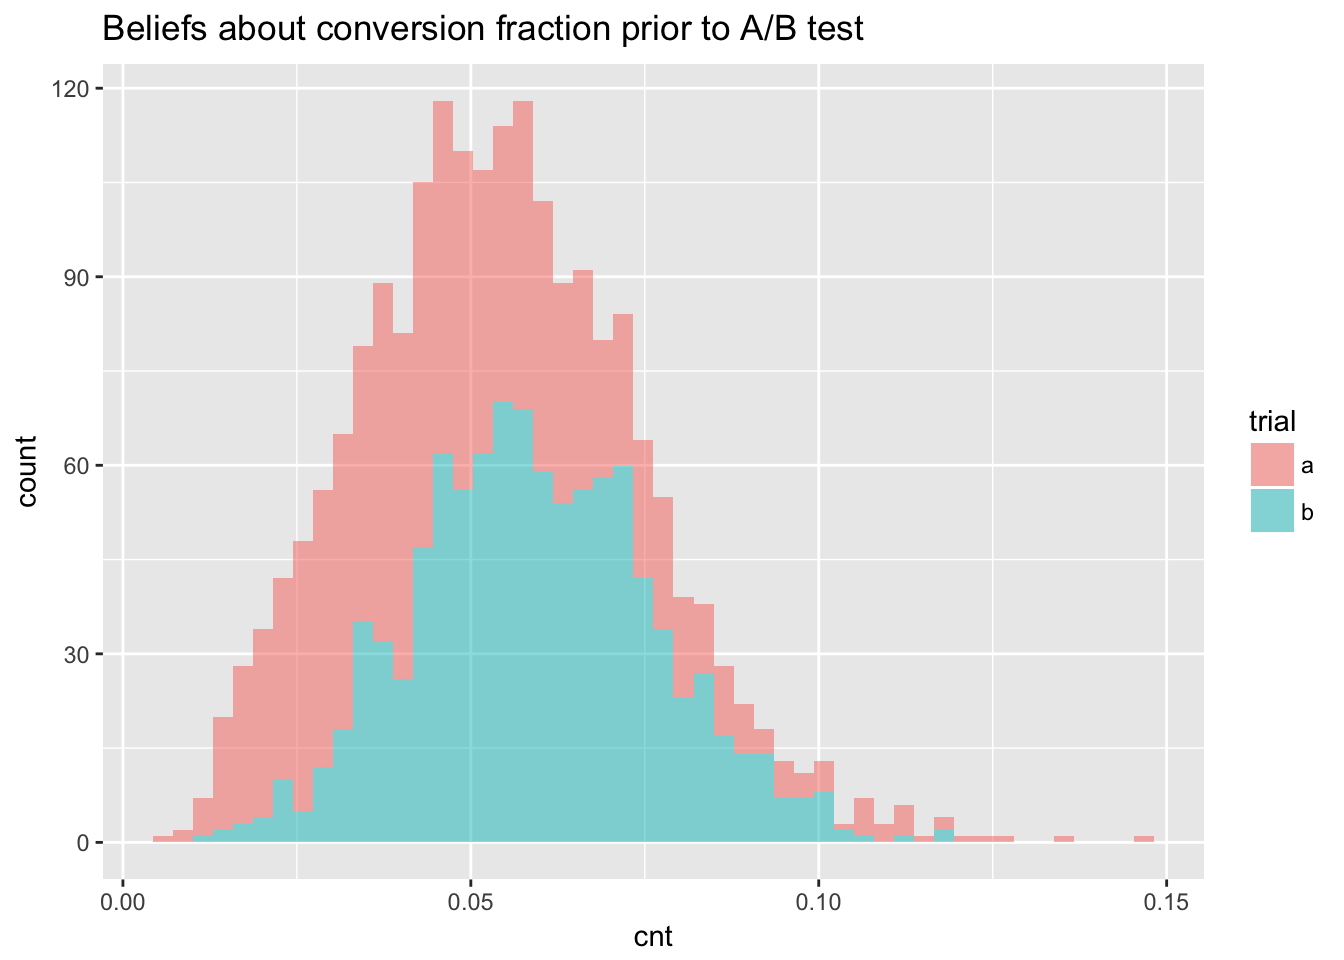 Beliefs about conversion fraction prior to A/B test
120
90
60
30
0
count
0.00 0.05 0.10 0.15
cnt
trial
a
b